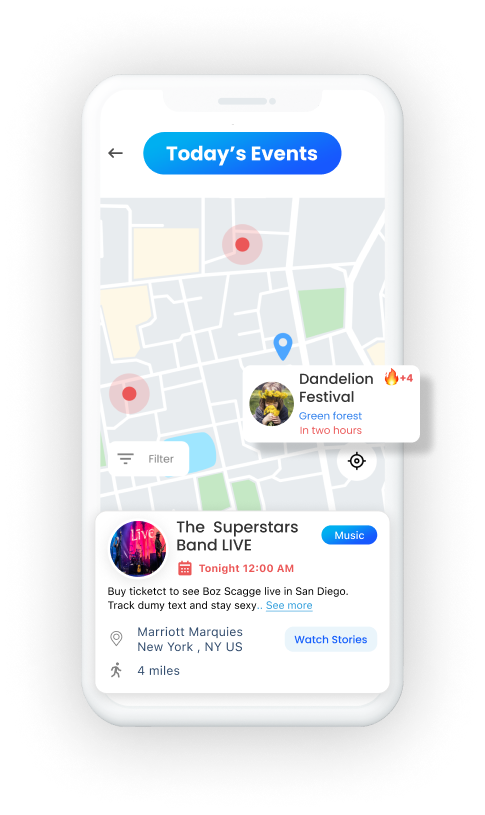 Today's Events
Dandelion
Festival
+4
Green forest
In two hours
Filter
LIVE
The Superstars
Band LIVE
Music
Tonight 12:00 AM
Buy ticketct to see Boz Scagge live in San Digo.
Track dumy text and stay sexy.. See more
Marriott Marquies
New York , NY US
Watch Stories
4 miles